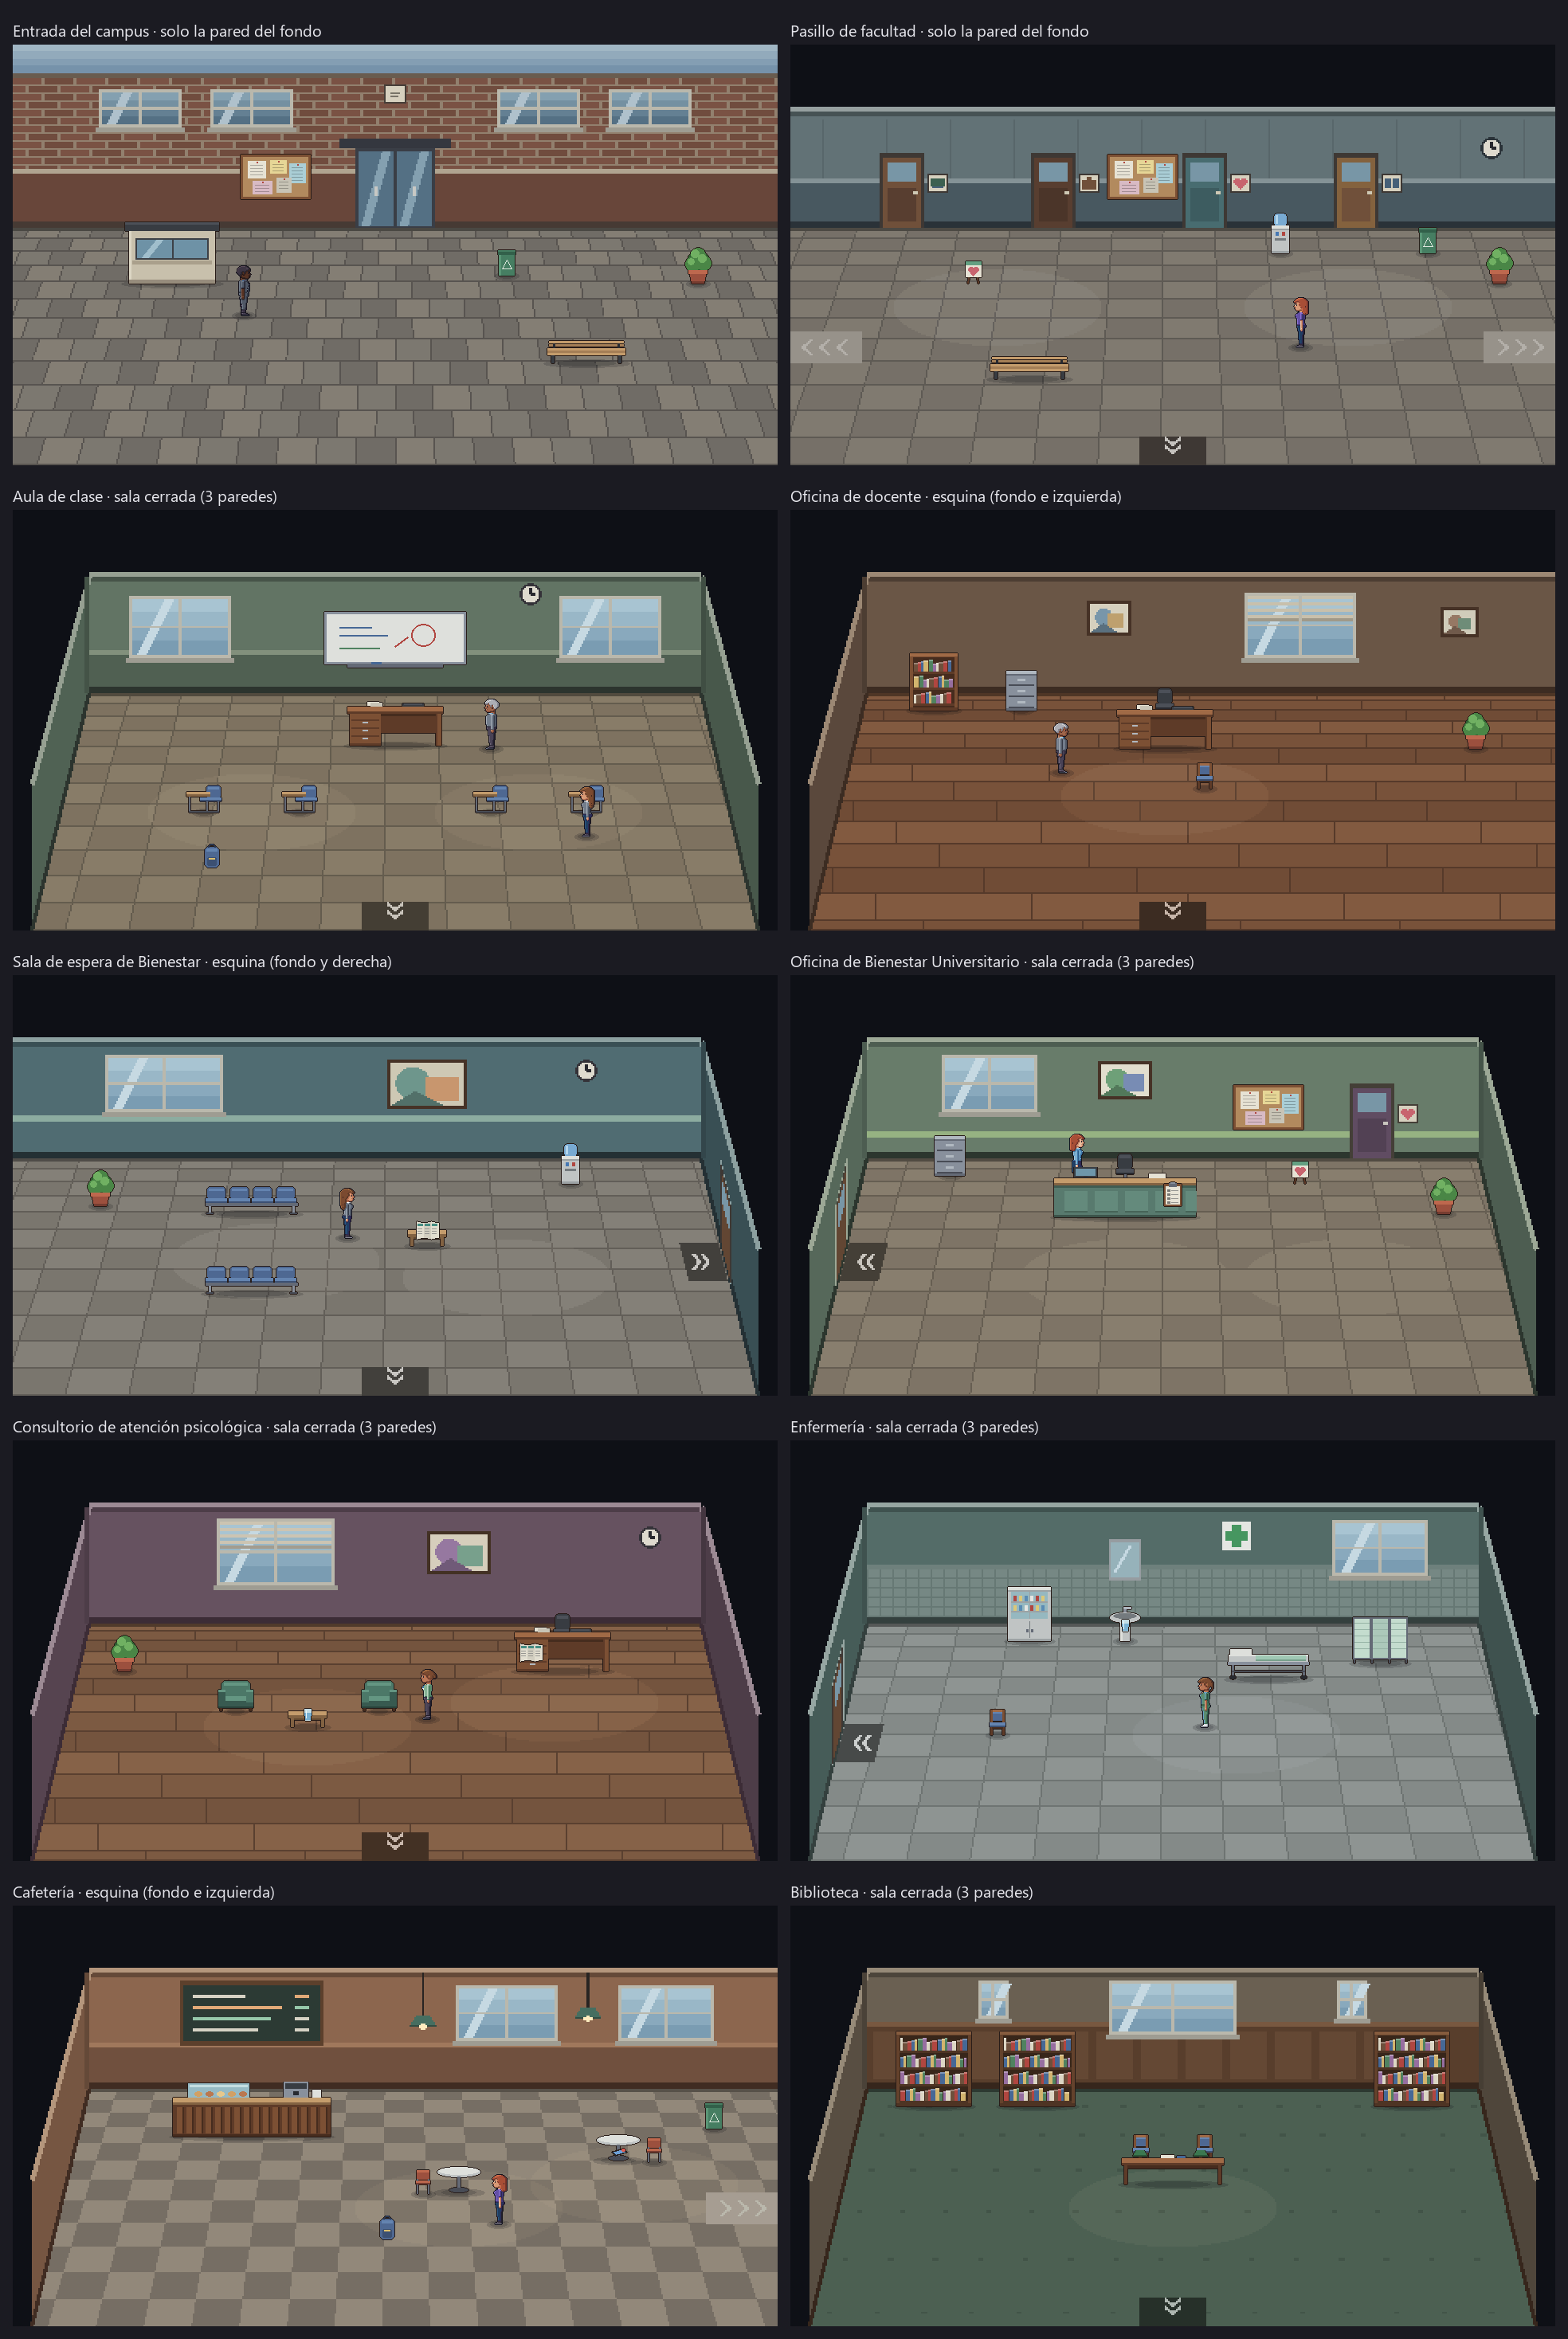 Entrada del campus · solo la pared del fondo
Pasillo de facultad · solo la pared del fondo
Aula de clase · sala cerrada (3 paredes)
Oficina de docente · esquina (fondo e izquierda)
Sala de espera de Bienestar · esquina (fondo y derecha)
Oficina de Bienestar Universitario · sala cerrada (3 paredes)
Consultorio de atención psicológica · sala cerrada (3 paredes)
Enfermería · sala cerrada (3 paredes)
Cafetería · esquina (fondo e izquierda)
Biblioteca · sala cerrada (3 paredes)